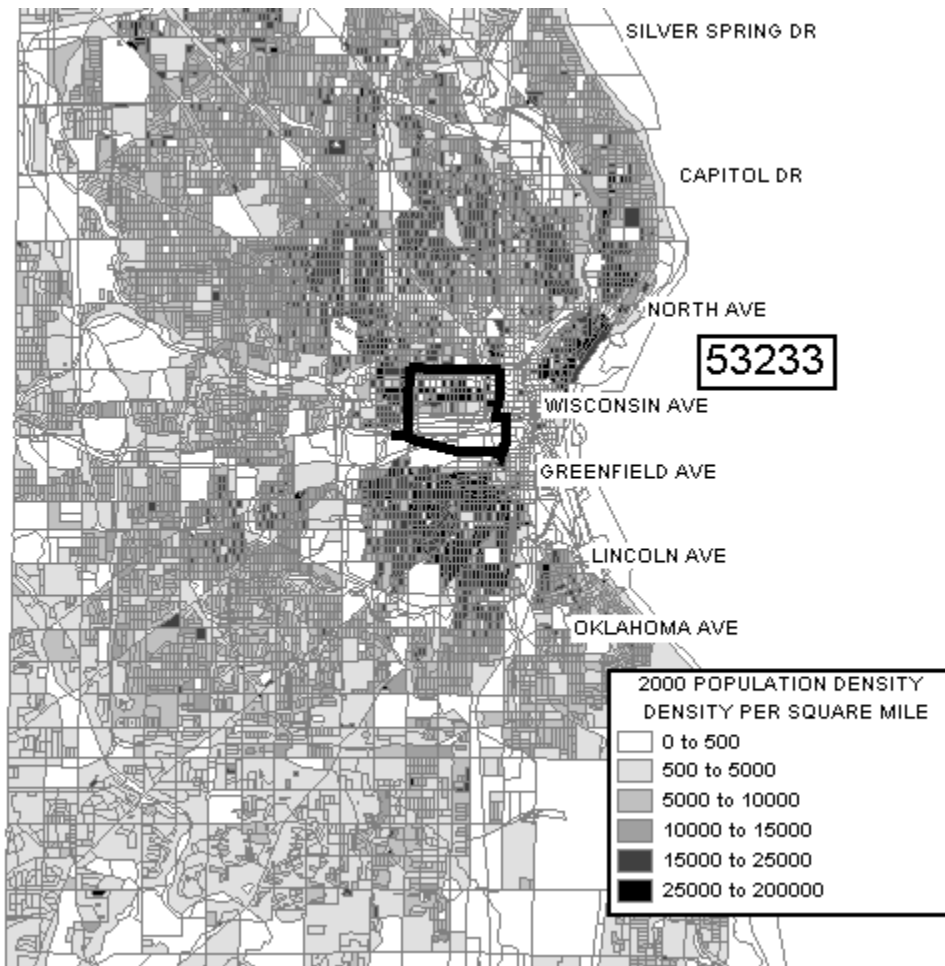 SILVER SPRING DR
CAPITOL DR
NORTH AVE
53233
WISCONSIN AVE
GREENFIELD AVE
LINCOLN AVE
OKLAHOMA AVE
2000 POPULATION DENSITY
DENSITY PER SQUARE MILE
0 to 500
500 to 5000
5000 to 10000
10000 to 15000
15000 to 25000
25000 to 200000